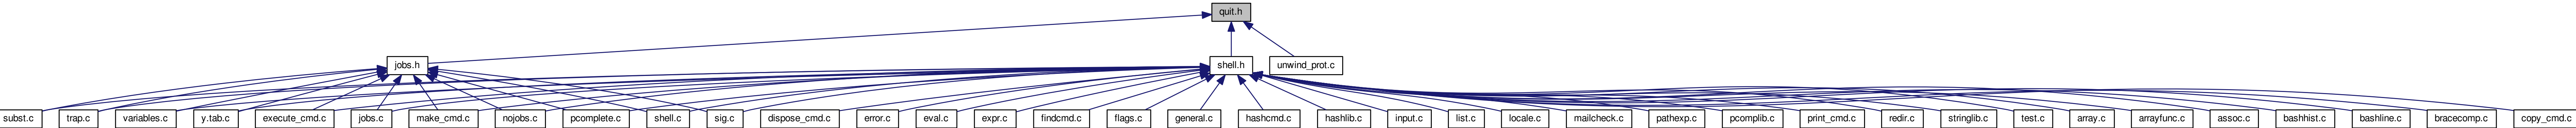 quit.h
jobs.h
shell.h
unwind_prot.c
subst.c
trap.c
variables.c
y.tab.c
execute_cmd.c
jobs.c
make_cmd.c
nojobs.c
pcomplete.c
shell.c
sig.c
dispose_cmd.c
error.c
eval.c
expr.c
findcmd.c
flags.c
general.c
hashcmd.c
hashlib.c
input.c
list.c
locale.c
mailcheck.c
pathexp.c
pcomplib.c
print_cmd.c
redir.c
stringlib.c
test.c
array.c
arrayfunc.c
assoc.c
bashhist.c
bashline.c
bracecomp.c
copy_cmd.c